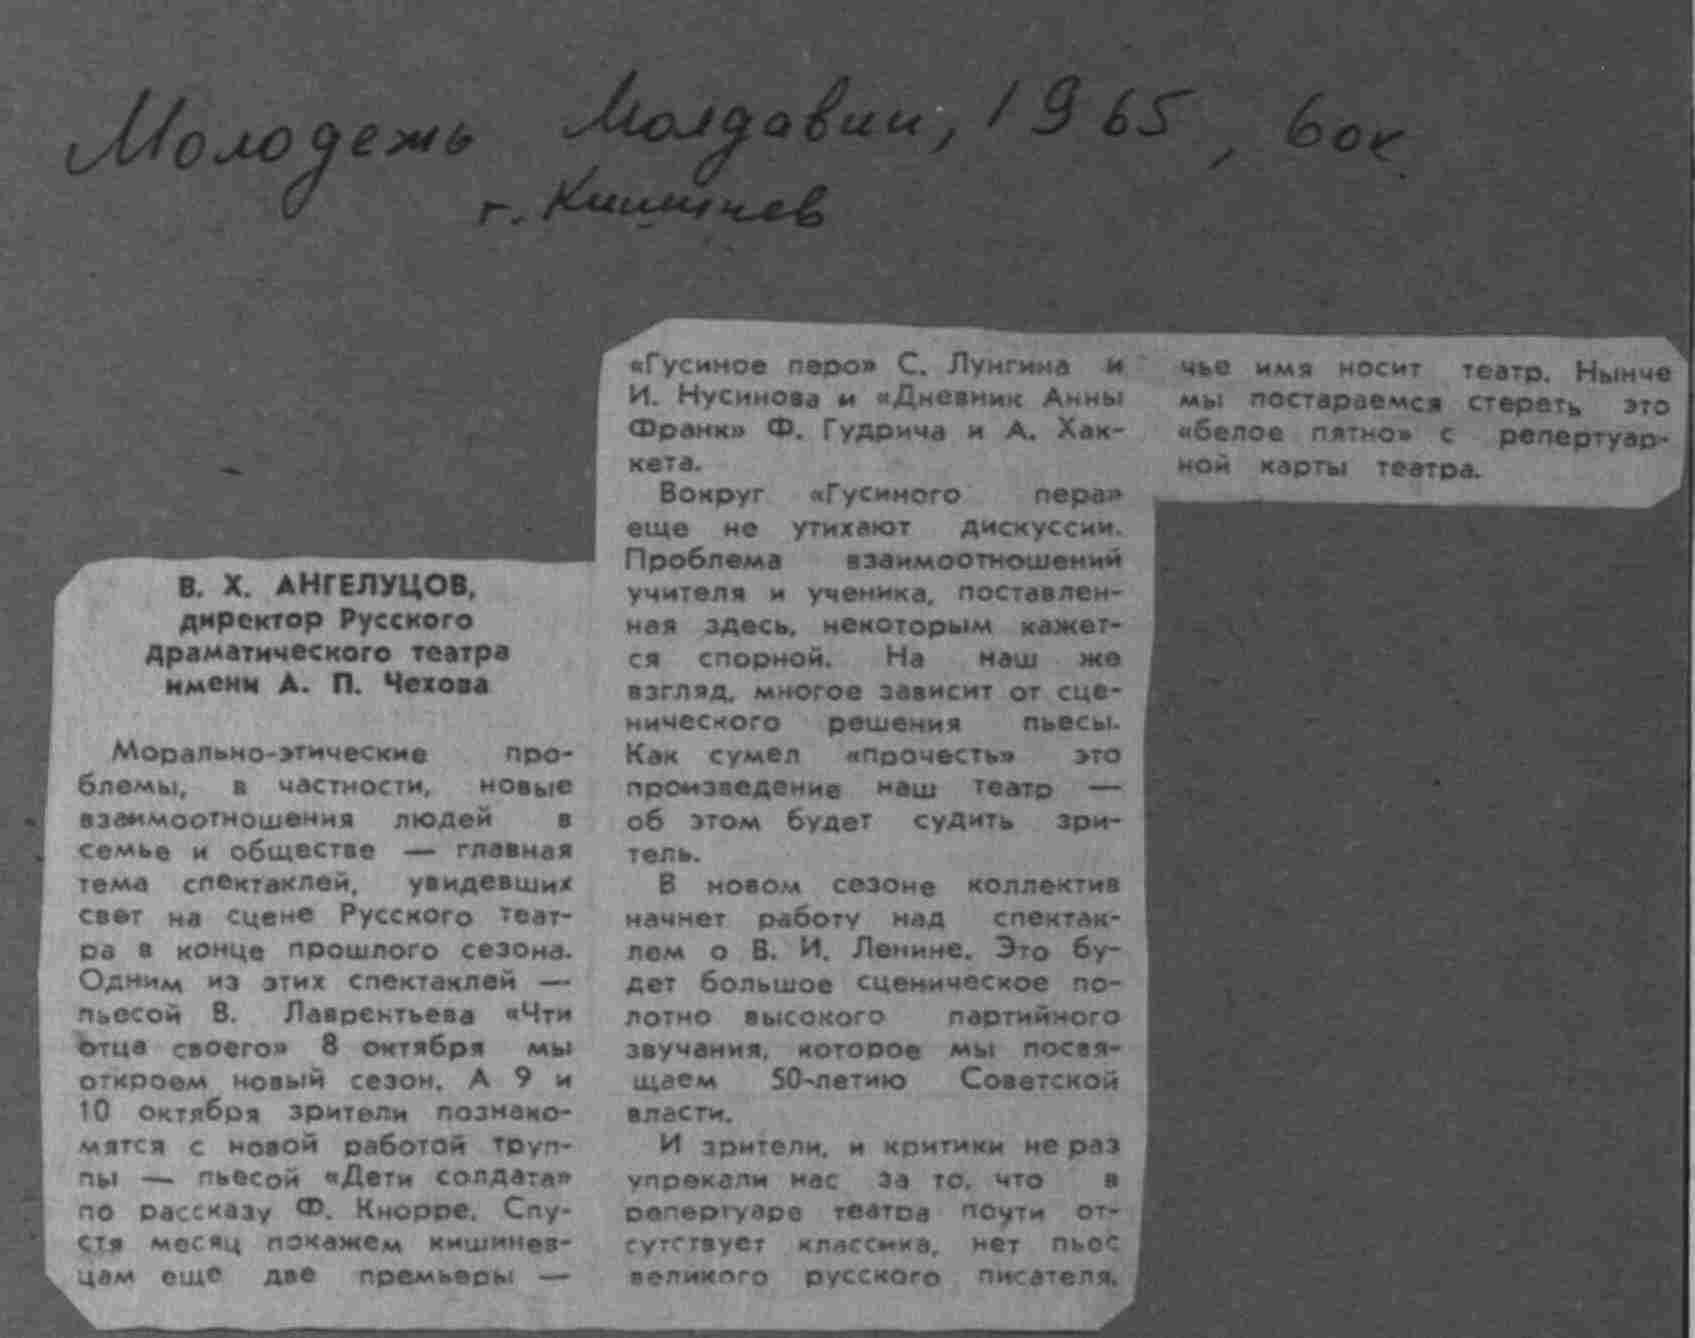 Молодежь Молдавии, 1965, 6 ок
г. Кишинев
В. Х. АНГЕЛУЦОВ,
директор Русского
драматического театра
имени А. П. Чехова
Морально-этические про-
блемы, в частности, новые
взаимоотношения людей в
семье и обществе — главная
тема спектаклей, увидевших
свет на сцене Русского теат-
ра в конце прошлого сезона.
Одним из этих спектаклей —
пьесой В. Лаврентьева «Чти
отца своего» 8 октября мы
откроем новый сезон. А 9 и
10 октября зрители познако-
мятся с новой работой труп-
пы — пьесой «Дети солдата»
по рассказу Ф. Кнорре. Спу-
стя месяц покажем кишинев-
цам еще две премьеры —
«Гусиное перо» С. Лунгина и
И. Нусинова и «Дневник Анны
Франк» Ф. Гудрича и А. Хак-
кета.
Вокруг «Гусиного пера»
еще не утихают дискуссии.
Проблема взаимоотношений
учителя и ученика, поставлен-
ная здесь, некоторым кажет-
ся спорной. На наш же
взгляд, многое зависит от сце-
нического решения пьесы.
Как сумел «прочесть» это
произведение наш театр —
об этом будет судить зри-
тель.
В новом сезоне коллектив
начнет работу над спектак-
лем о В. И. Ленине. Это бу-
дет большое сценическое по-
лотно высокого партийного
звучания, которое мы посвя-
щаем 50-летию Советской
власти.
И зрители, и критики не раз
упрекали нас за то, что в
репертуаре театра почти от-
сутствует классика, нет пьес
великого русского писателя,
чье имя носит театр. Нынче
мы постараемся стереть это
«белое пятно» с репертуар-
ной карты театра.